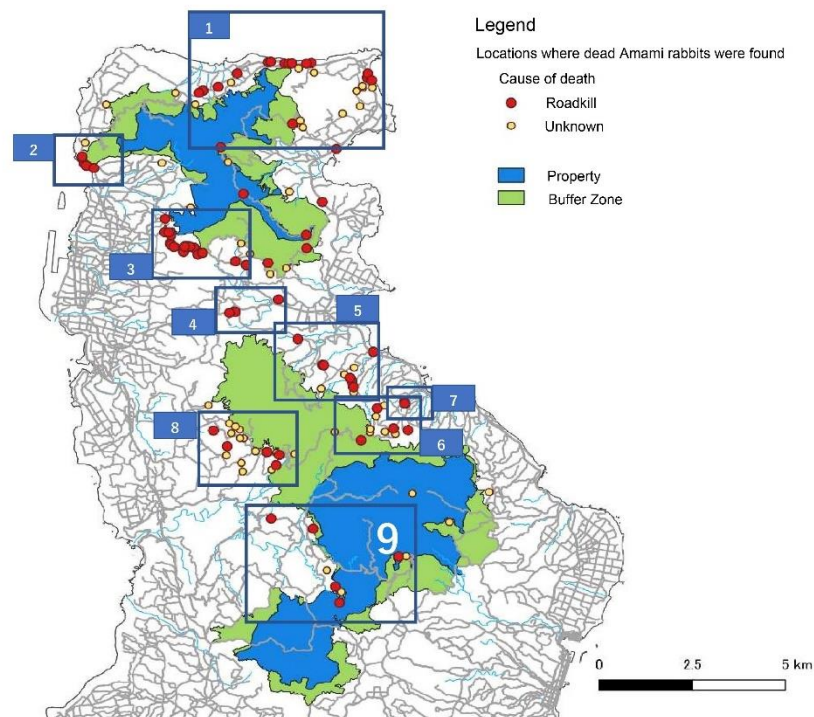 Legend
Locations where dead Amami rabbits were found
Cause of death
Roadkill
Unknown
Property
Buffer Zone
1
2
3
4
5
7
8
6
9
0 2.5 5 km